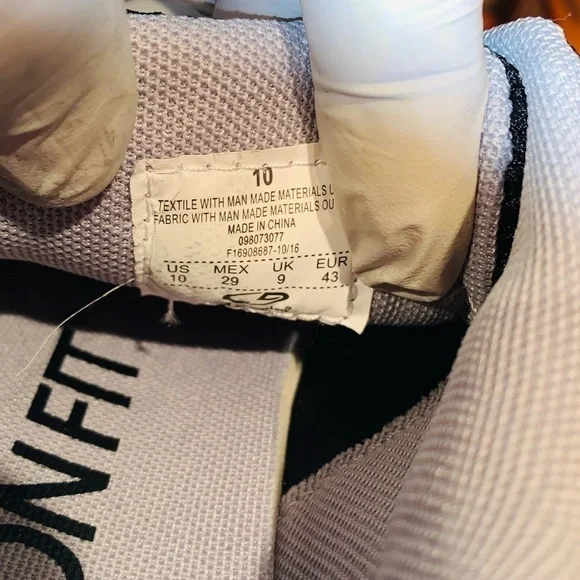 10
TEXTILE WITH MAN MADE MATERIALS U
FABRIC WITH MAN MADE MATERIALS OU
MADE IN CHINA
098073077
F16908687-10/16
US MEX UK EUR
10 29 9 43
ON FIT